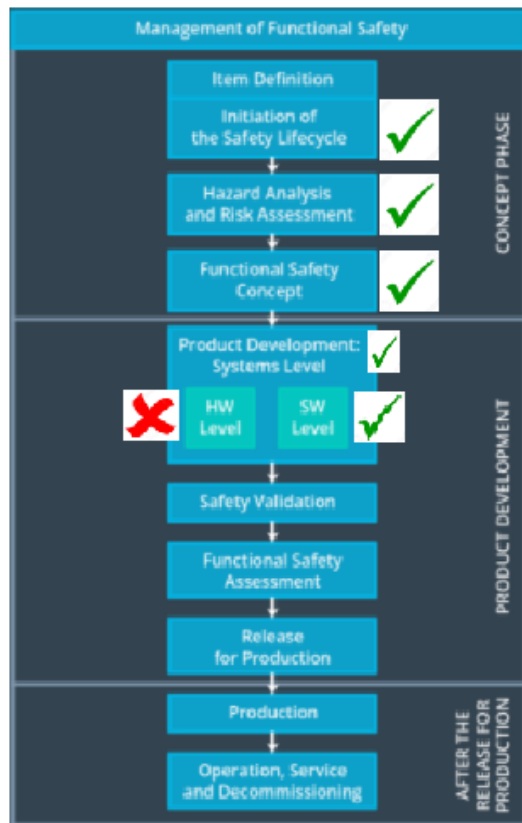 Management of Functional Safety
Item Definition
Initiation of
the Safety Lifecycle
Hazard Analysis
and Risk Assessment
Functional Safety
Concept
CONCEPT PHASE
Product Development:
Systems Level
HW
Level
SW
Level
Safety Validation
Functional Safety
Assessment
Release
for Production
PRODUCT DEVELOPMENT
Production
Operation, Service
and Decommissioning
AFTER THE
RELEASE FOR
PRODUCTION